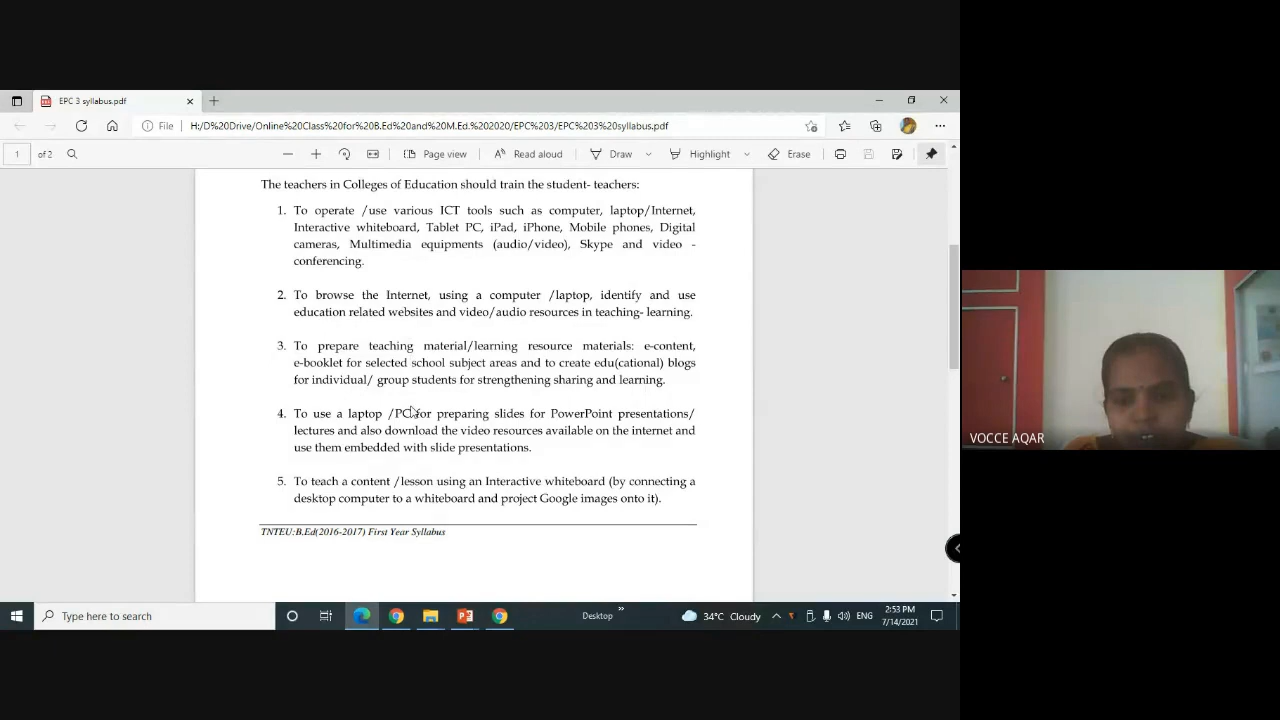 EPC 3 syllabus.pdf
File H:/D%20Drive/Online%20Class%20for%20B.Ed%20and%20M.Ed.%202020/EPC%203/EPC%203%20syllabus.pdf
1 of 2 Page view Read aloud Draw Highlight Erase
The teachers in Colleges of Education should train the student- teachers:
1. To operate /use various ICT tools such as computer, laptop/Internet,
Interactive whiteboard, Tablet PC, iPad, iPhone, Mobile phones, Digital
cameras, Multimedia equipments (audio/video), Skype and video -
conferencing.
2. To browse the Internet, using a computer /laptop, identify and use
education related websites and video/audio resources in teaching- learning.
3. To prepare teaching material/learning resource materials: e-content,
e-booklet for selected school subject areas and to create edu(cational) blogs
for individual/ group students for strengthening sharing and learning.
4. To use a laptop /PC for preparing slides for PowerPoint presentations/
lectures and also download the video resources available on the internet and
use them embedded with slide presentations.
5. To teach a content /lesson using an Interactive whiteboard (by connecting a
desktop computer to a whiteboard and project Google images onto it).
TNTEU:B.Ed(2016-2017) First Year Syllabus
VOCCE AQAR
Type here to search Desktop 34°C Cloudy ENG 2:53 PM
7/14/2021